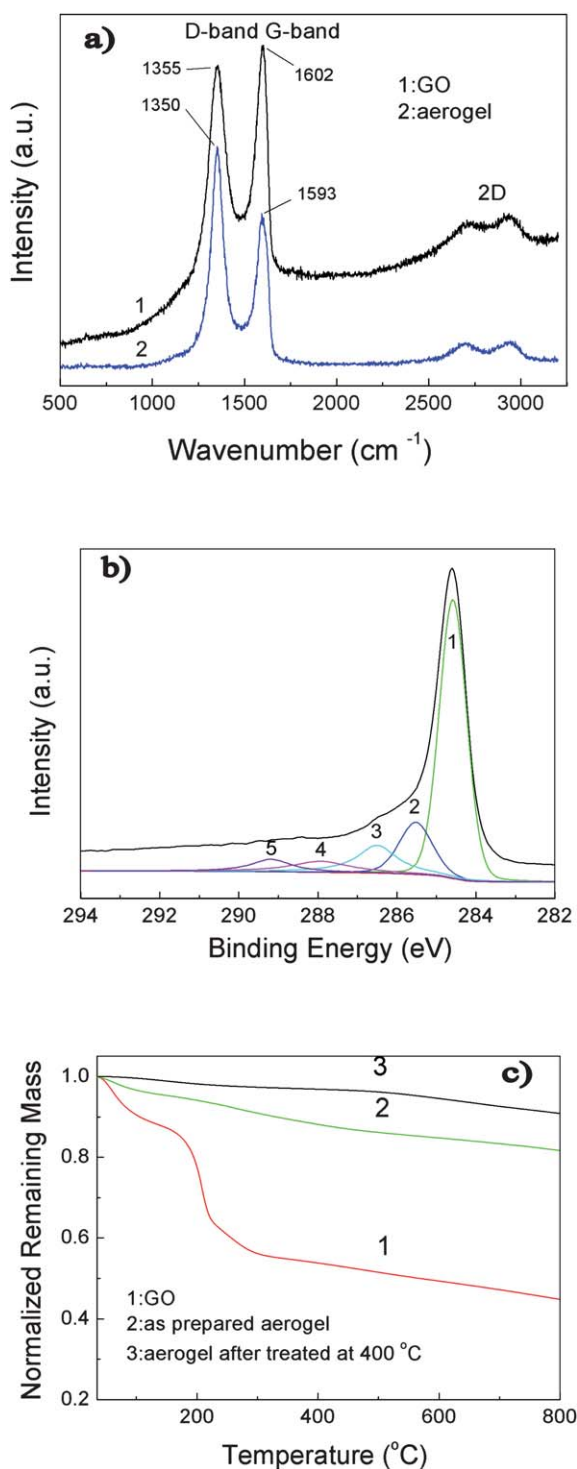 a)
D-band G-band
1355
1602
1350
1:GO
2:aerogel
1593
2D
1
2
Intensity (a.u.)
500 1000 1500 2000 2500 3000
Wavenumber (cm -1)
b)
1
2
3
4
5
Intensity (a.u.)
294 292 290 288 286 284 282
Binding Energy (eV)
c)
1.0
0.8
0.6
0.4
0.2
3
2
1
1:GO
2:as prepared aerogel
3:aerogel after treated at 400 °C
Normalized Remaining Mass
200 400 600 800
Temperature (°C)